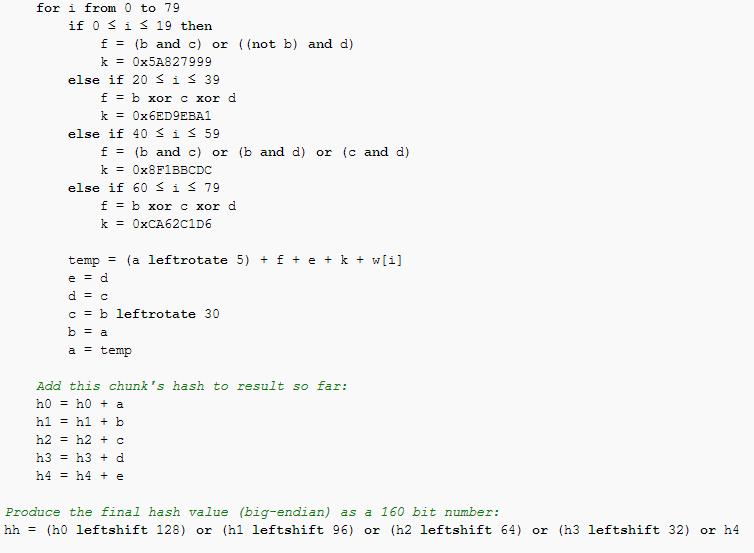 for i from 0 to 79
if 0 ≤ i ≤ 19 then
f = (b and c) or ((not b) and d)
k = 0x5A827999
else if 20 ≤ i ≤ 39
f = b xor c xor d
k = 0x6ED9EBA1
else if 40 ≤ i ≤ 59
f = (b and c) or (b and d) or (c and d)
k = 0x8F1BBCDC
else if 60 ≤ i ≤ 79
f = b xor c xor d
k = 0xCA62C1D6
temp = (a leftrotate 5) + f + e + k + w[i]
e = d
d = c
c = b leftrotate 30
b = a
a = temp
Add this chunk's hash to result so far:
h0 = h0 + a
h1 = h1 + b
h2 = h2 + c
h3 = h3 + d
h4 = h4 + e
Produce the final hash value (big-endian) as a 160 bit number:
hh = (h0 leftshift 128) or (h1 leftshift 96) or (h2 leftshift 64) or (h3 leftshift 32) or h4